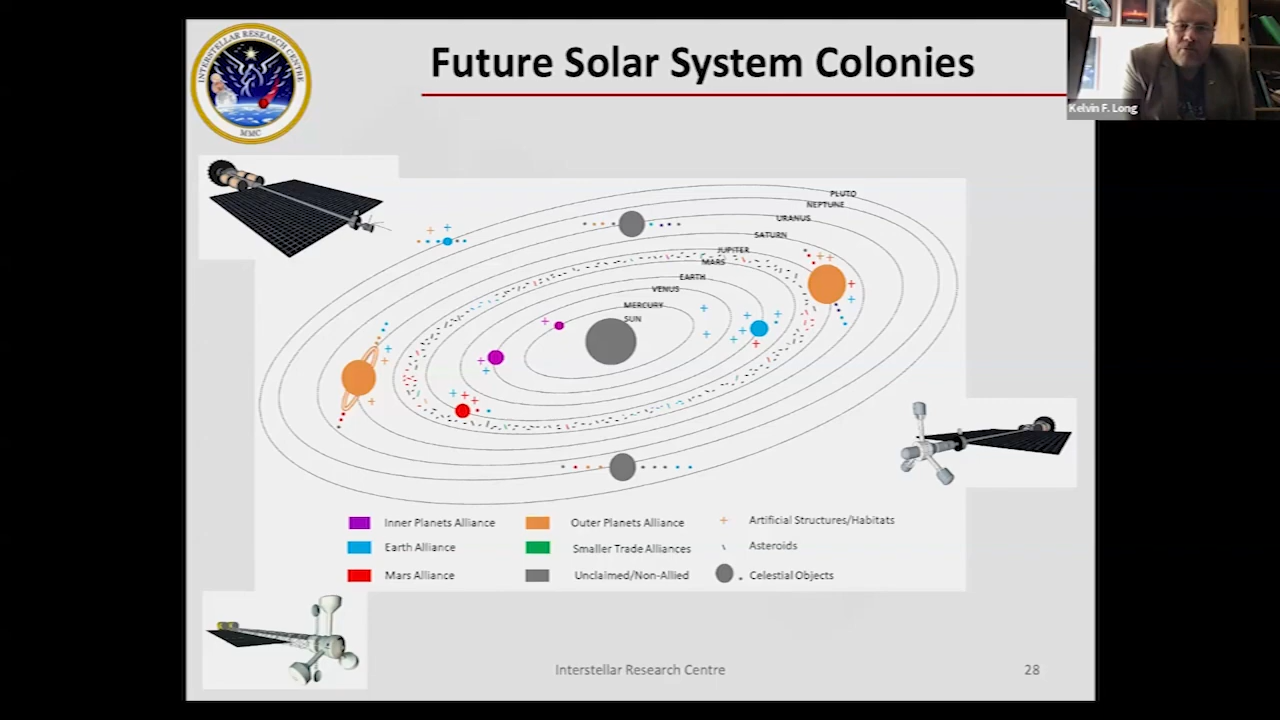 Future Solar System Colonies
INTERSTELLAR RESEARCH CENTRE
MMC
Kelvin F. Long
PLUTO
NEPTUNE
URANUS
SATURN
JUPITER
MARS
EARTH
VENUS
MERCURY
SUN
Inner Planets Alliance
Outer Planets Alliance
Artificial Structures/Habitats
Earth Alliance
Smaller Trade Alliances
Asteroids
Mars Alliance
Unclaimed/Non-Allied
Celestial Objects
Interstellar Research Centre
28